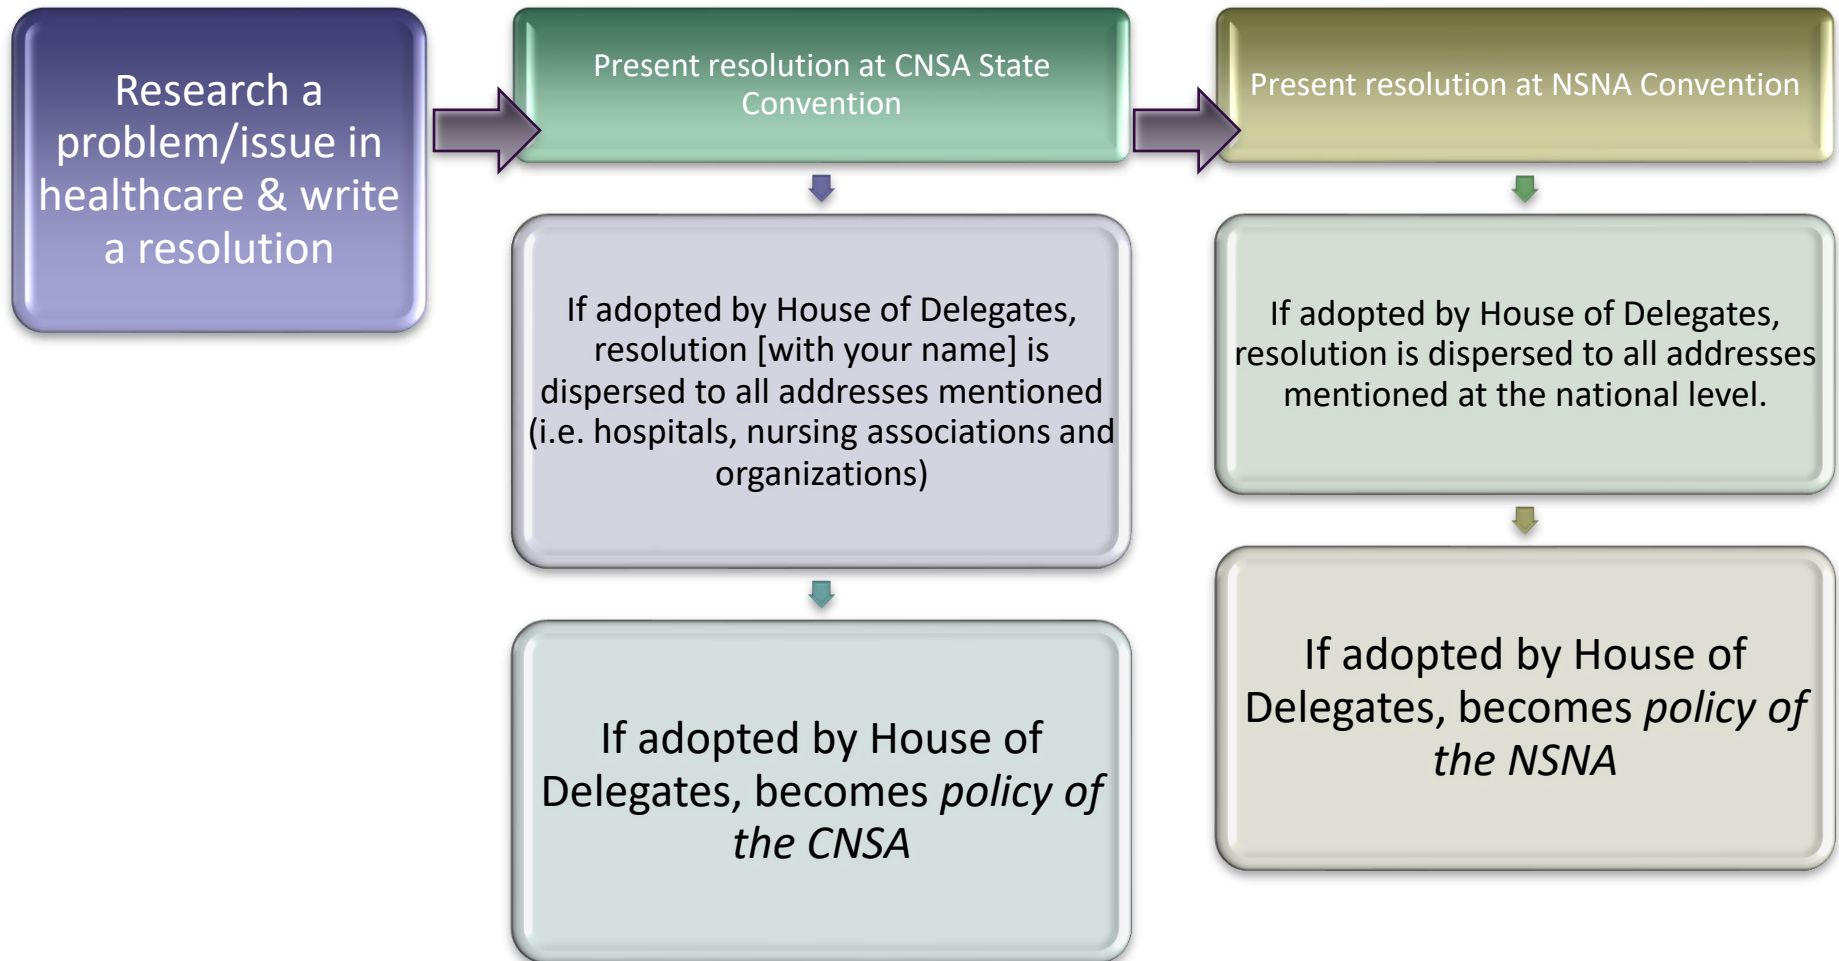 Research a
problem/issue in
healthcare & write
a resolution
Present resolution at CNSA State
Convention
If adopted by House of Delegates,
resolution [with your name] is
dispersed to all addresses mentioned
(i.e. hospitals, nursing associations and
organizations)
If adopted by House of
Delegates, becomes policy of
the CNSA
Present resolution at NSNA Convention
If adopted by House of Delegates,
resolution is dispersed to all addresses
mentioned at the national level.
If adopted by House of
Delegates, becomes policy of
the NSNA